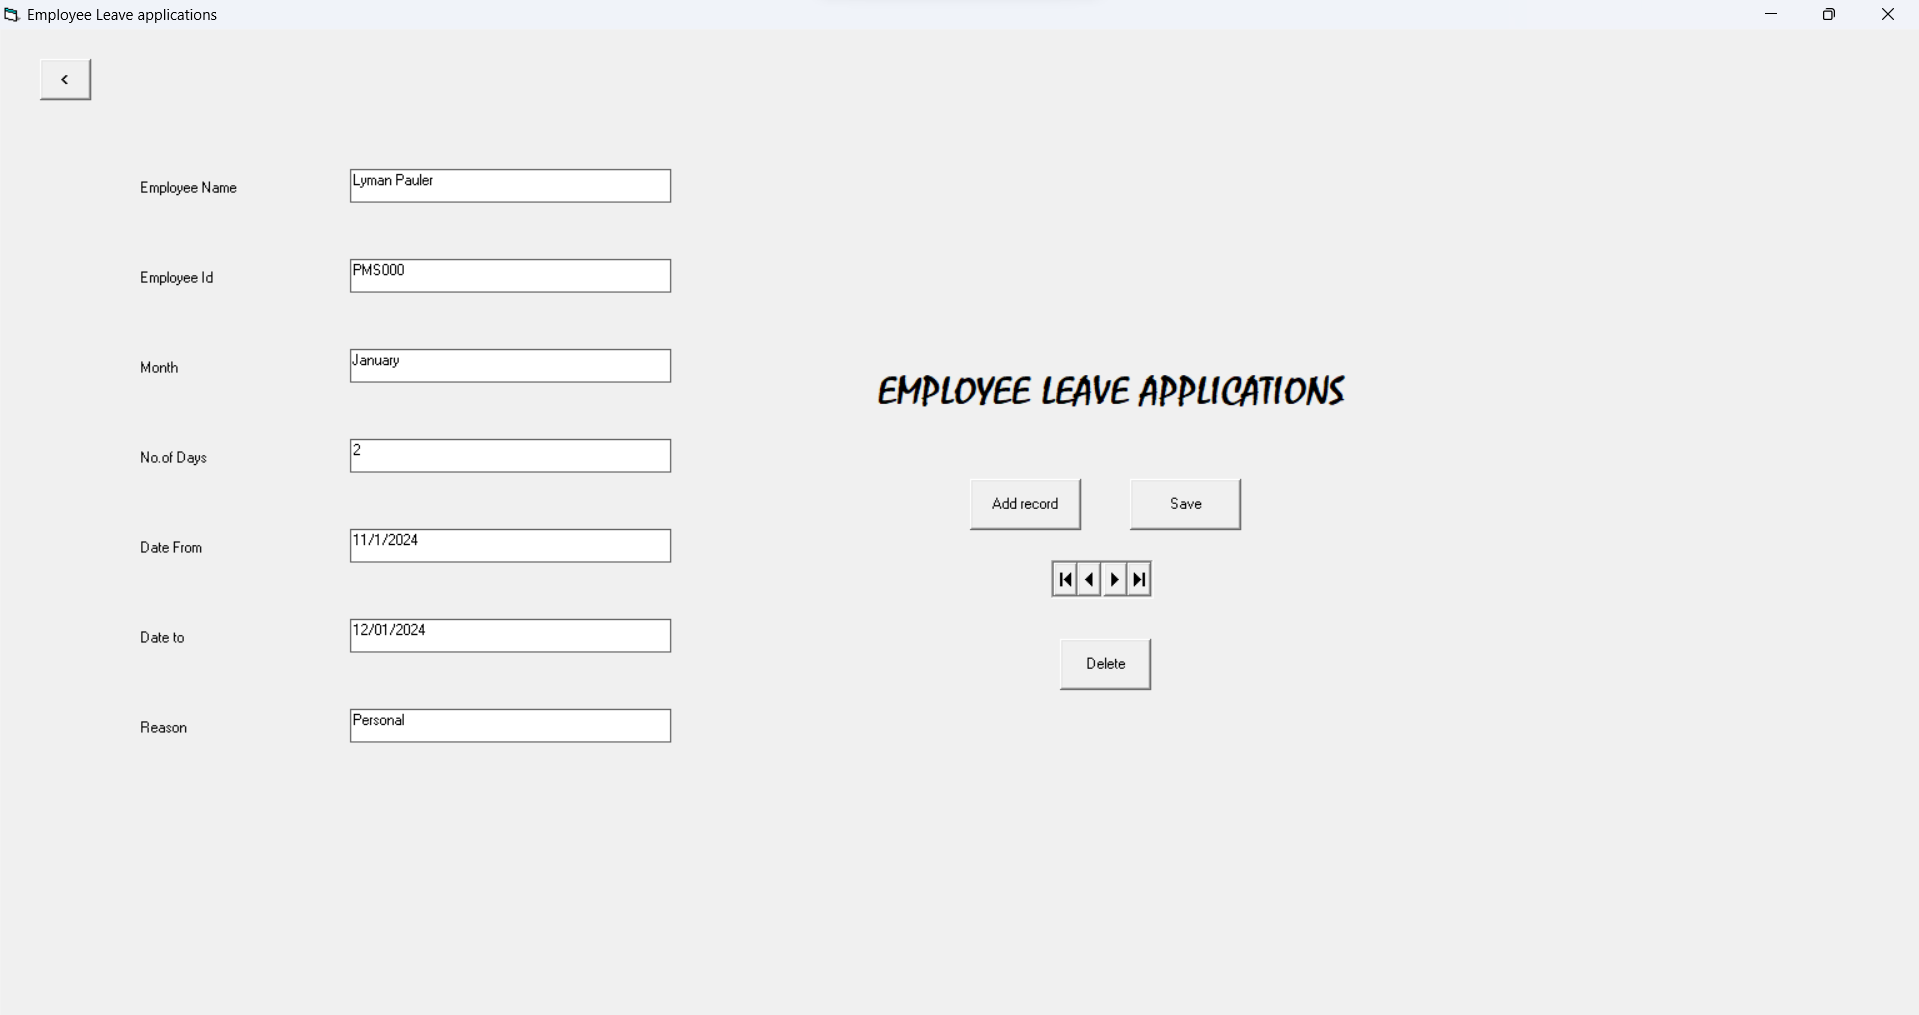 Employee Leave applications
<
Employee Name
Lyman Pauler
Employee Id
PMS000
Month
January
No.of Days
2
Date From
11/1/2024
Date to
12/01/2024
Reason
Personal
EMPLOYEE LEAVE APPLICATIONS
Add record
Save
Delete